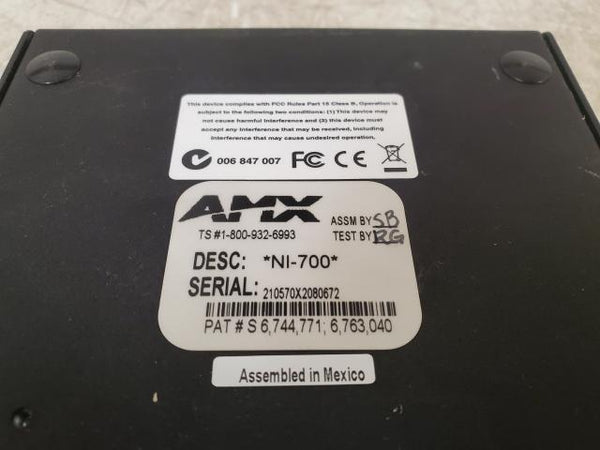 This device complies with FCC Rules Part 15 Class B, Operation is
subject to the following two conditions: (1) This device may
not cause harmful interference and (2) this device must
accept any interference that may be received, including
interference that may cause undesired operation.
006 847 007 FC CE
AMX
ASSM BY SB
TS #1-800-932-6993
TEST BY RG
DESC: *NI-700*
SERIAL: 210570X2080672
PAT # S 6,744,771; 6,763,040
Assembled in Mexico